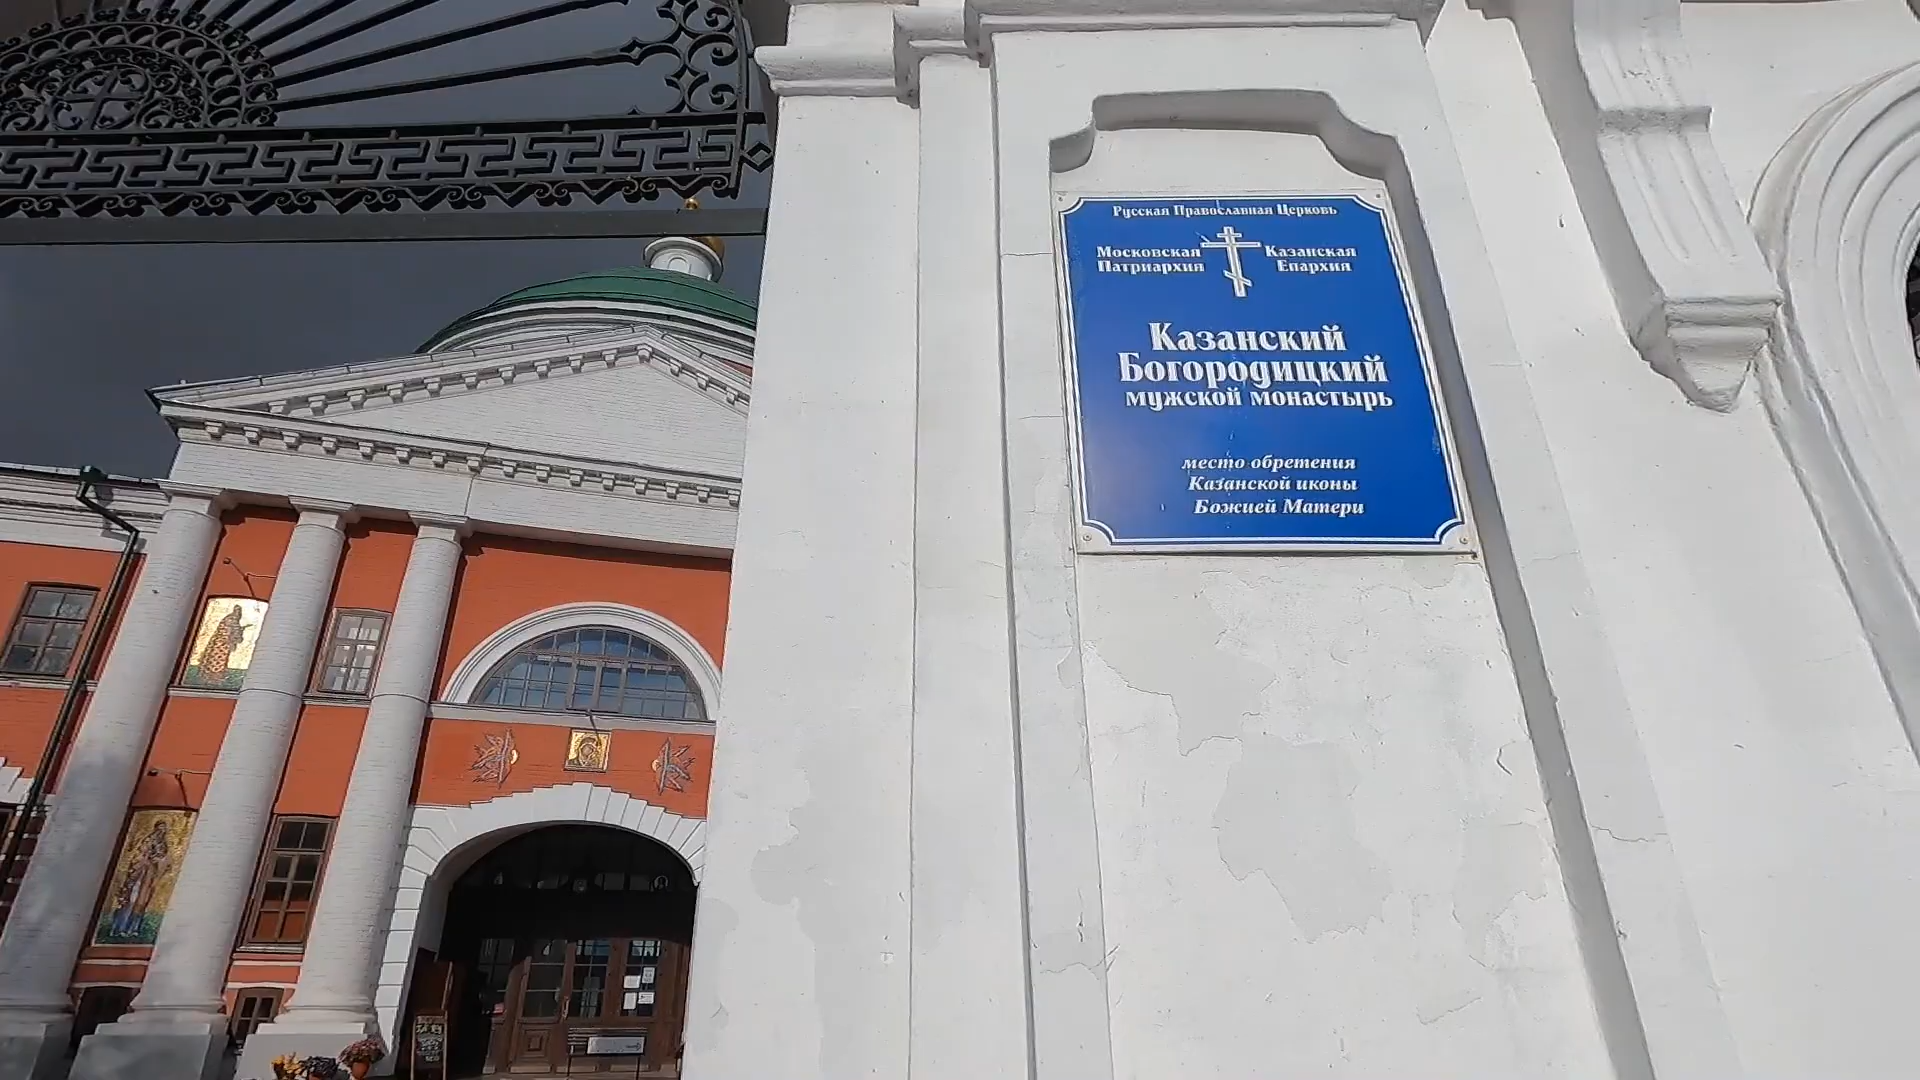 Русская Православная Церковь
Московская Казанская
Патриархия Епархия
Казанский
Богородицкий
мужской монастырь
место обретения
Казанской иконы
Божией Матери